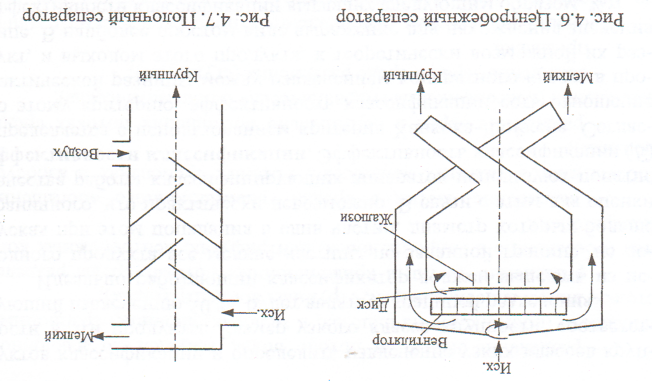 Исх.
Вентилятор
Диск
Жалюзи
Мелкий
Крупный
Рис. 4.6. Центробежный сепаратор
Мелкий
Исх.
Воздух
Крупный
Рис. 4.7. Полочный сепаратор